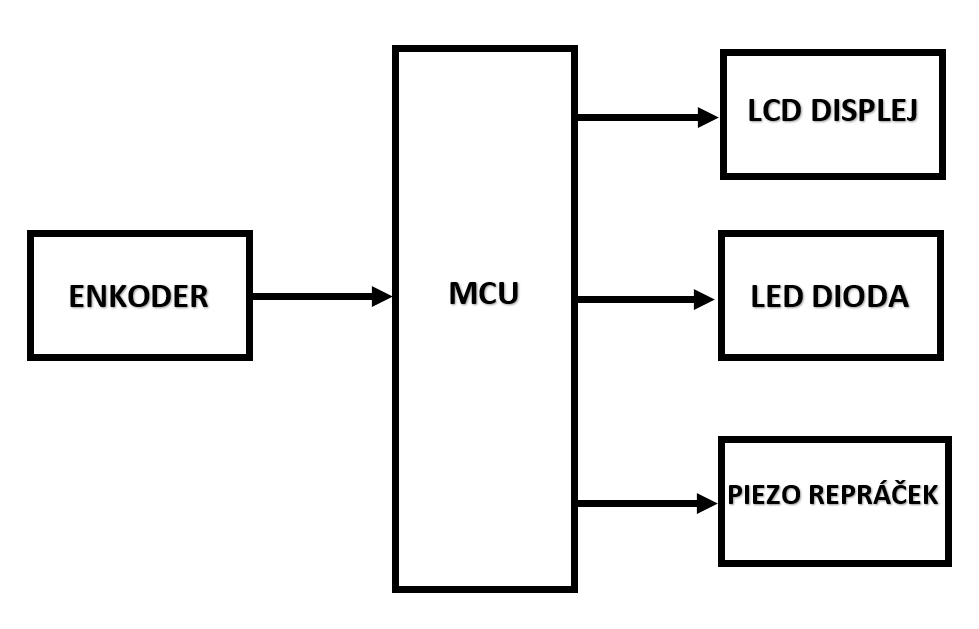 LCD DISPLEJ
ENKODER
MCU
LED DIODA
PIEZO REPRÁČEK